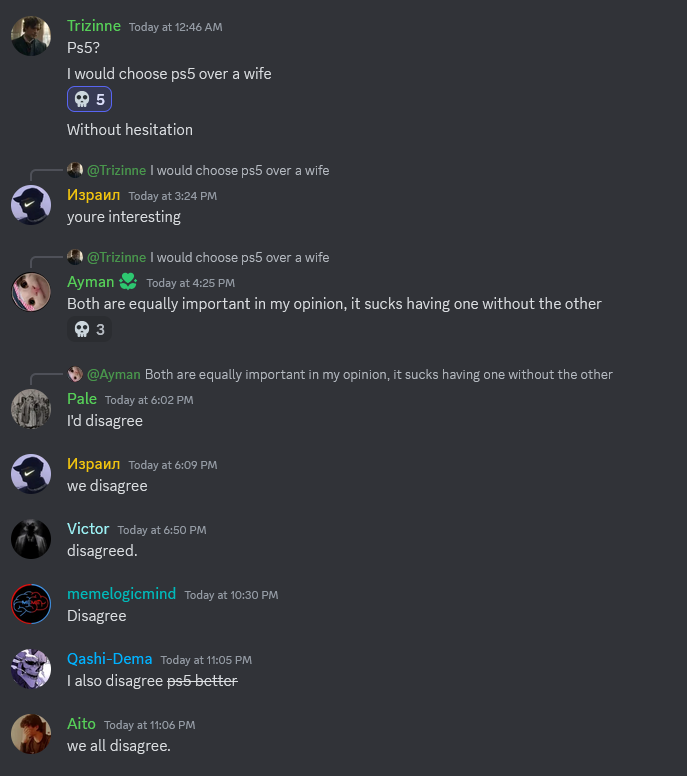 Trizinne Today at 12:46 AM
Ps5?
I would choose ps5 over a wife
5
Without hesitation
@Trizinne I would choose ps5 over a wife
Израил Today at 3:24 PM
youre interesting
@Trizinne I would choose ps5 over a wife
Ayman Today at 4:25 PM
Both are equally important in my opinion, it sucks having one without the other
3
@Ayman Both are equally important in my opinion, it sucks having one without the other
Pale Today at 6:02 PM
I'd disagree
Израил Today at 6:09 PM
we disagree
Victor Today at 6:50 PM
disagreed.
memelogicmind Today at 10:30 PM
Disagree
Qashi-Dema Today at 11:05 PM
I also disagree ps5 better
Aito Today at 11:06 PM
we all disagree.